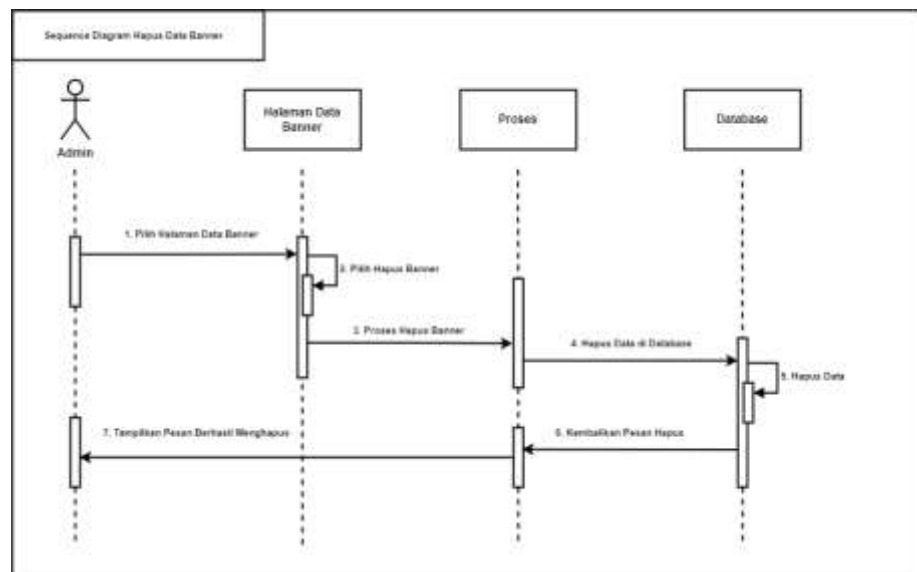 Sequence Diagram Hapus Data Banner
Halaman Data
Banner
Proses
Database
Admin
1. Pilih Halaman Data Banner
2. Pilih Hapus Banner
3. Proses Hapus Banner
4. Hapus Data di Database
5. Hapus Data
6. Kembalikan Pesan Hapus
7. Tampilkan Pesan Berhasil Menghapus